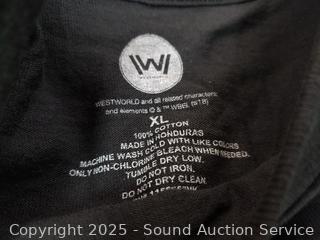 WESTWORLD and all related characters
and elements © & ™ WBEI. (s18)
XL
100% COTTON
MADE IN HONDURAS
MACHINE WASH COLD WITH LIKE COLORS
ONLY NON-CHLORINE BLEACH WHEN NEEDED.
TUMBLE DRY LOW.
DO NOT IRON.
DO NOT DRY CLEAN.
Copyright 2025 - Sound Auction Service